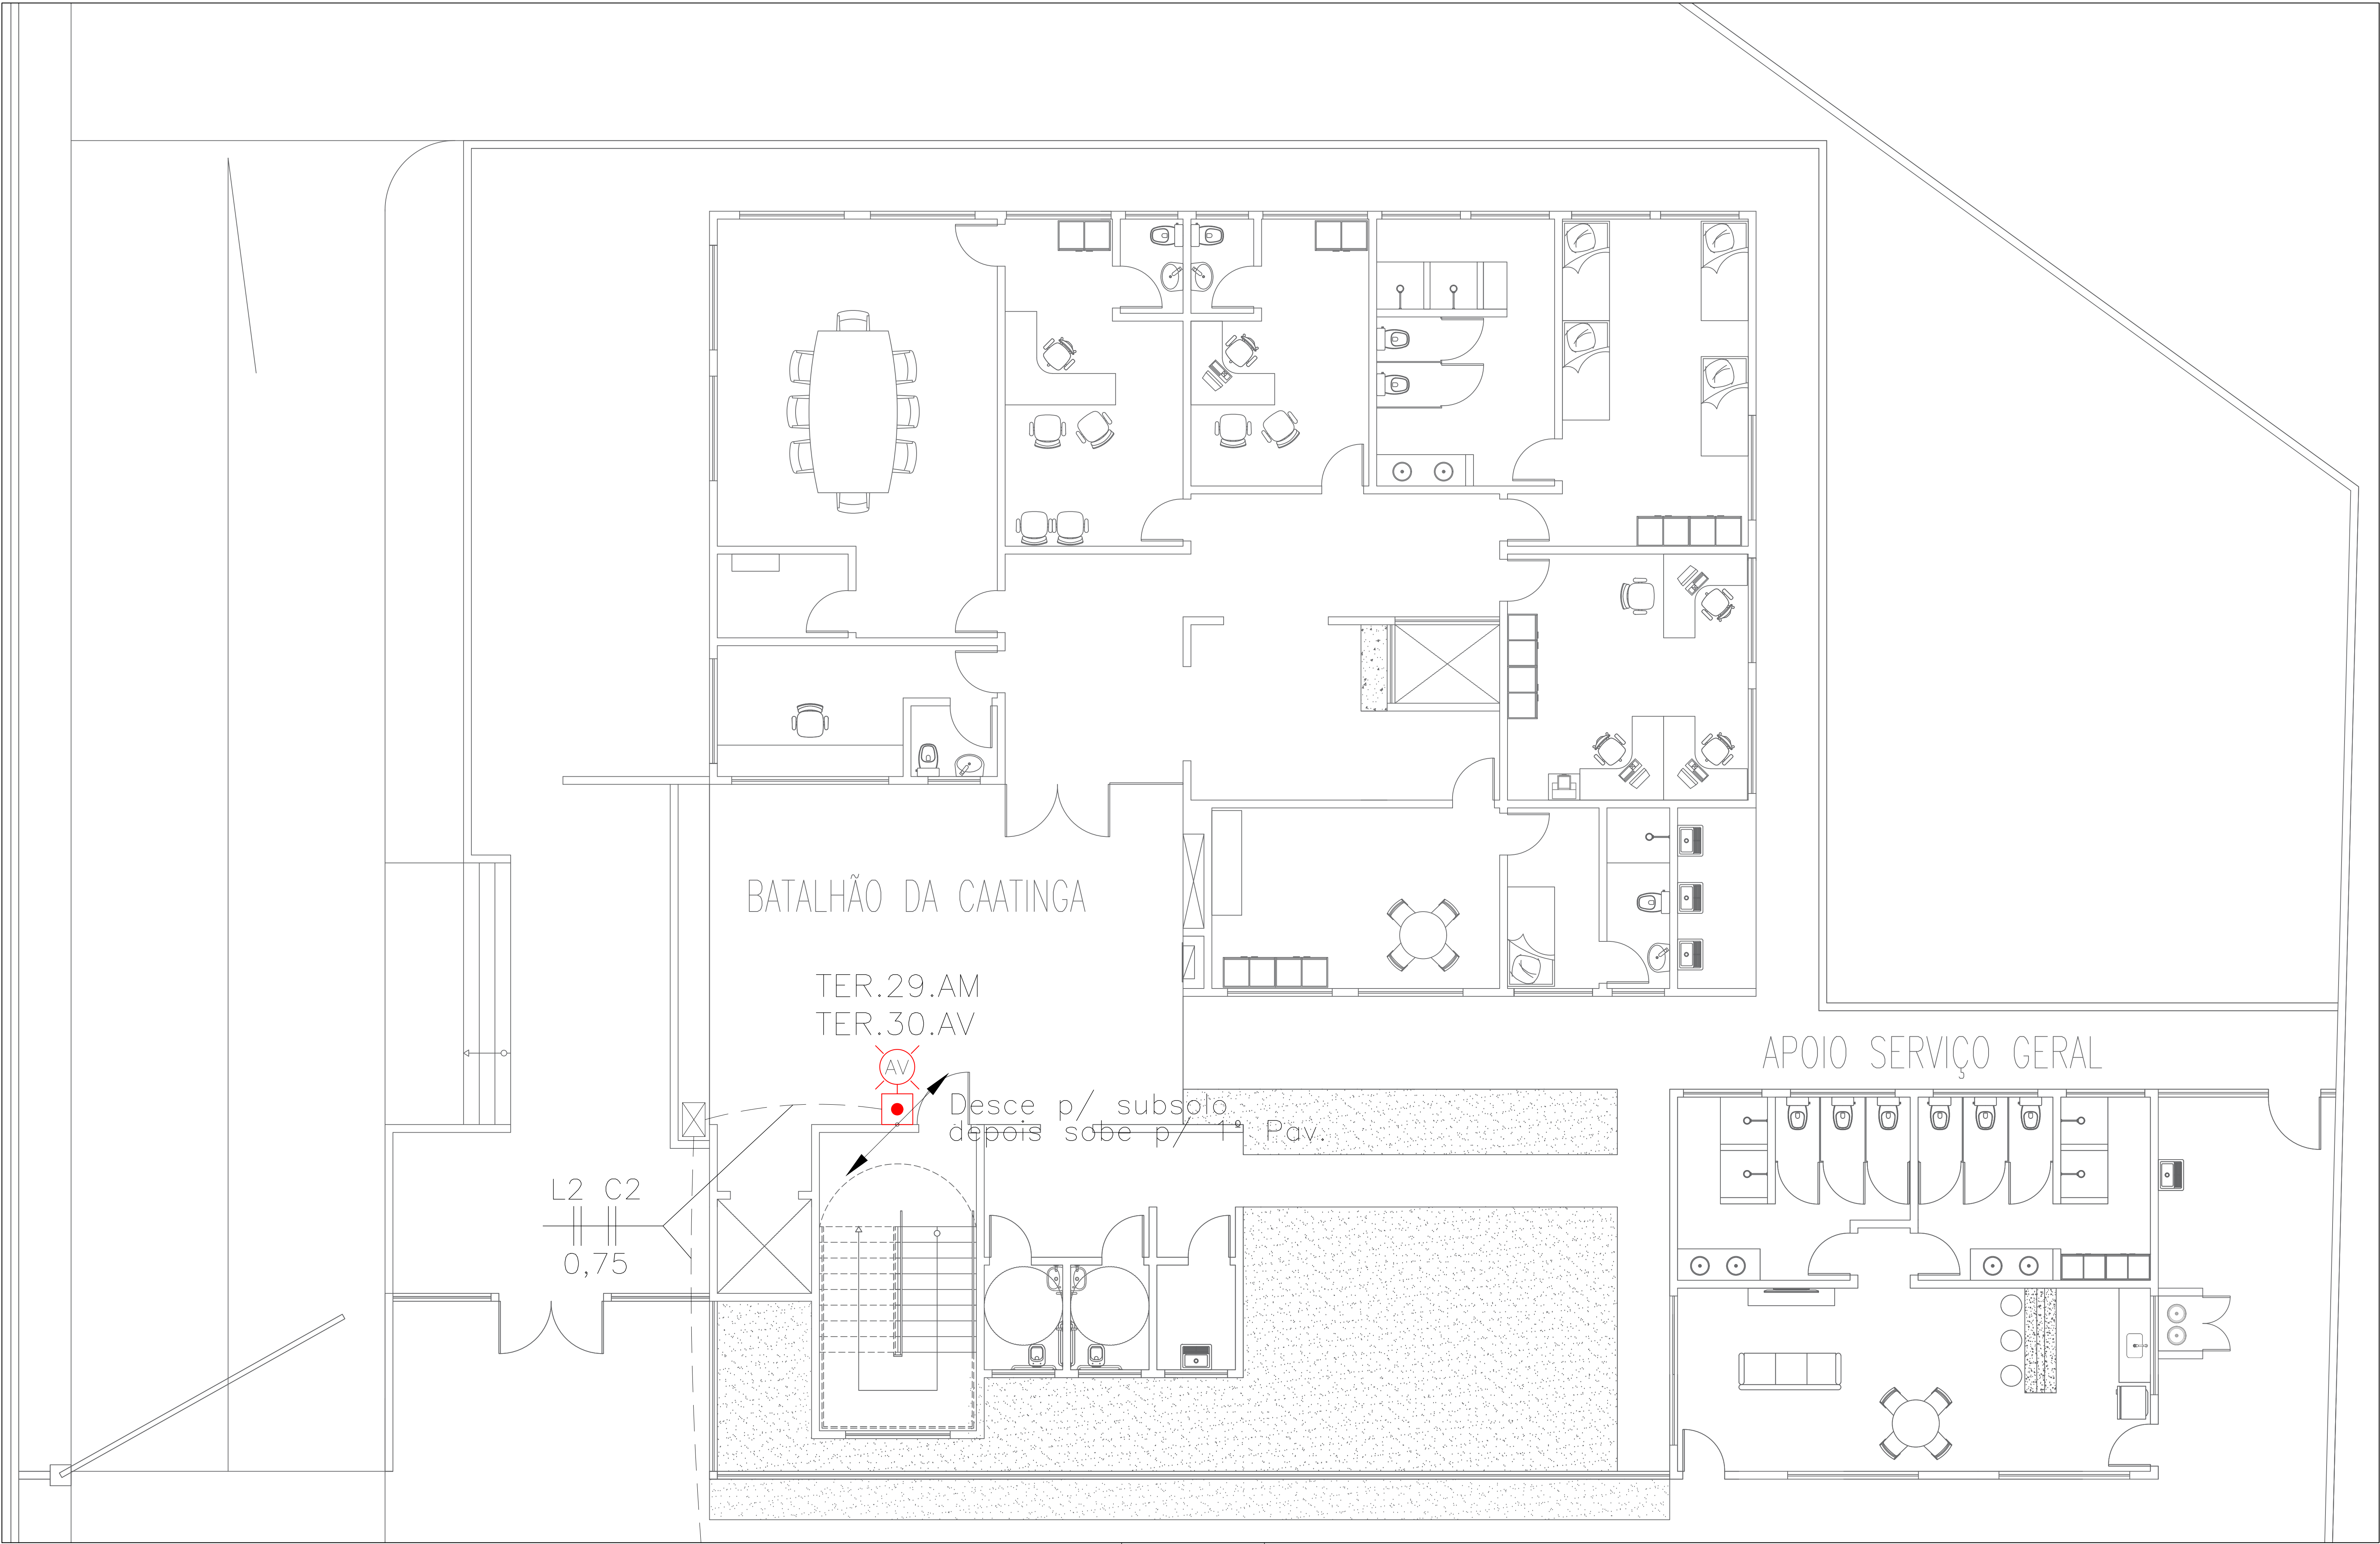 BATALHÃO DA CAATINGA
TER.29.AM
TER.30.AV
AV
Desce p/ subsolo
depois sobe p/ 1º Pav.
APOIO SERVIÇO GERAL
L2 C2
0,75